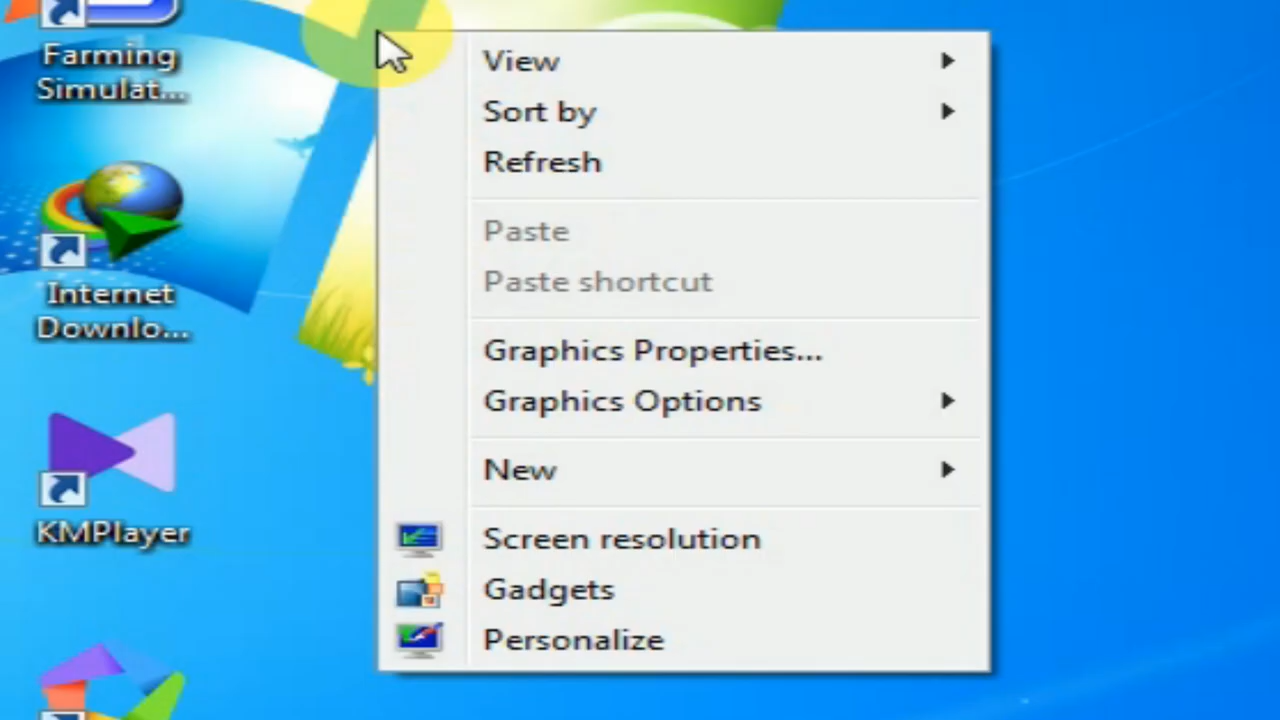 Farming
Simulat...
Internet
Downlo...
KMPlayer
View
Sort by
Refresh
Paste
Paste shortcut
Graphics Properties...
Graphics Options
New
Screen resolution
Gadgets
Personalize